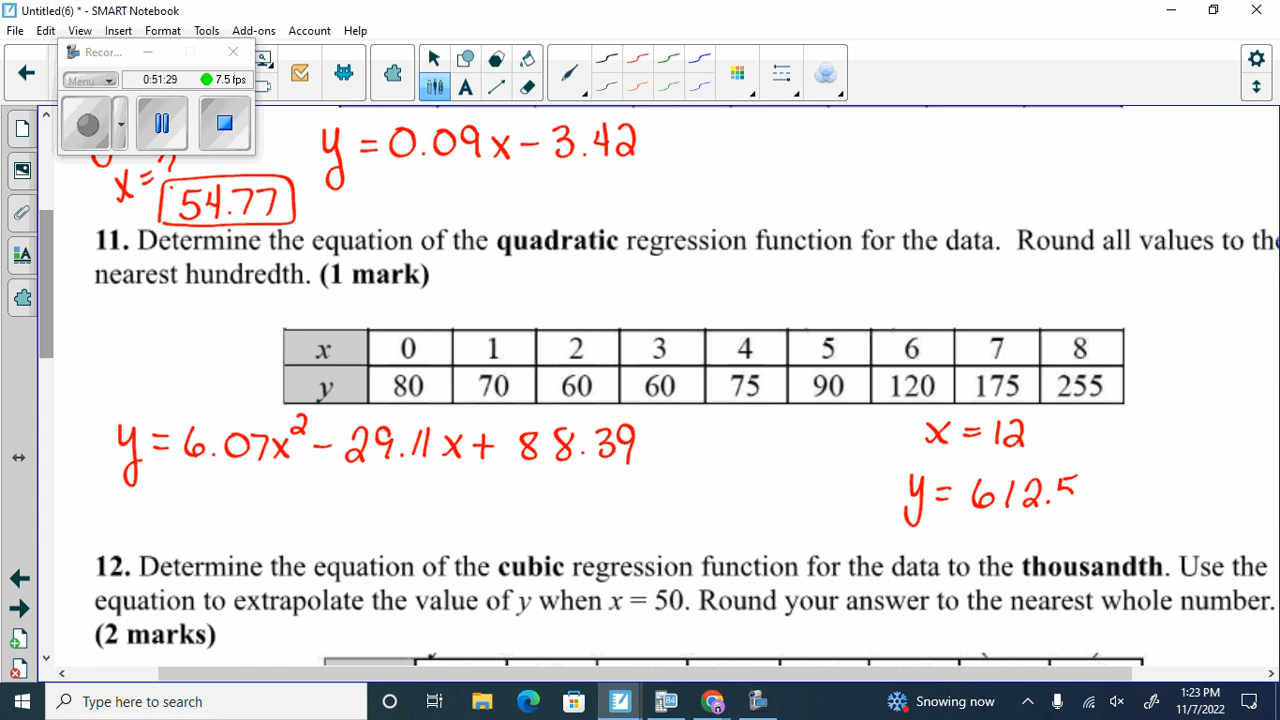 Untitled(6) * - SMART Notebook
File Edit View Insert Format Tools Add-ons Account Help
Recor...
Menu 0:51:29 7.5 fps
y = 0.09x - 3.42
x = ?
54.77
11. Determine the equation of the quadratic regression function for the data. Round all values to the
nearest hundredth. (1 mark)
x 0 1 2 3 4 5 6 7 8
y 80 70 60 60 75 90 120 175 255
y = 6.07x² - 29.11x + 88.39
x = 12
y = 612.5
12. Determine the equation of the cubic regression function for the data to the thousandth. Use the
equation to extrapolate the value of y when x = 50. Round your answer to the nearest whole number.
(2 marks)
Type here to search
Snowing now
1:23 PM
11/7/2022